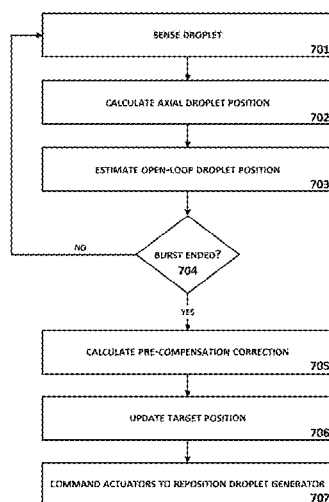 SENSE DROPLET
701
CALCULATE AXIAL DROPLET POSITION
702
ESTIMATE OPEN-LOOP DROPLET POSITION
703
NO
BURST ENDED?
704
YES
CALCULATE PRE-COMPENSATION CORRECTION
705
UPDATE TARGET POSITION
706
COMMAND ACTUATORS TO REPOSITION DROPLET GENERATOR
707